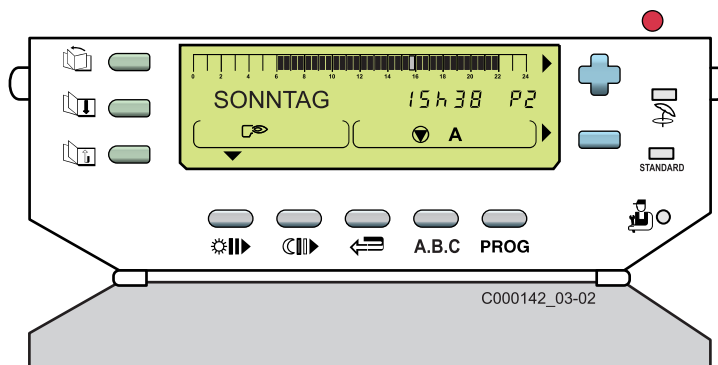 0 2 4 6 8 10 12 14 16 18 20 22 24
SONNTAG 15h38 P2
A
STANDARD
A.B.C PROG
C000142_03-02